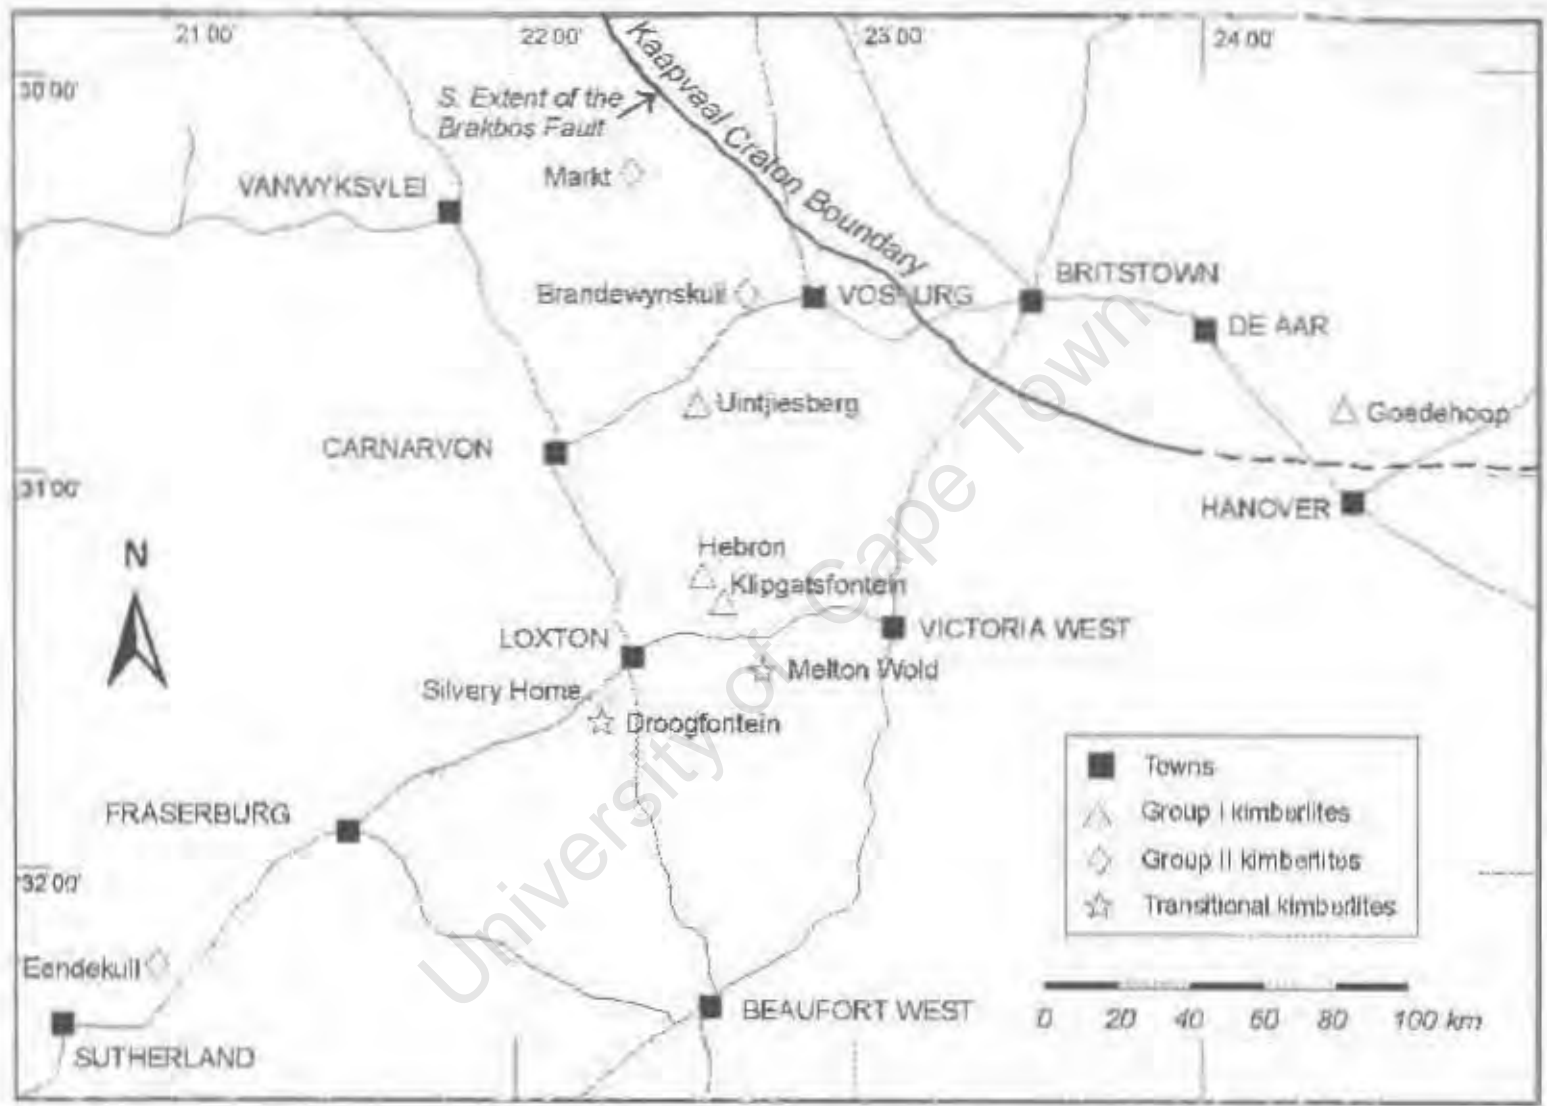 21 00'
22 00'
23 00'
24 00'
30 00'
Kaapvaal Craton Boundary
S. Extent of the
Brakbos Fault
Markt
VANWYKSVLEI
BRITSTOWN
Brandewynskuil
VOSBURG
DE AAR
Uintjiesberg
Goedehoop
CARNARVON
31 00'
HANOVER
N
Hebron
Klipgatsfontein
LOXTON
VICTORIA WEST
Melton Wold
Silvery Home
Droogfontein
Towns
Group I kimberlites
Group II kimberlites
Transitional kimberlites
FRASERBURG
32 00'
Eendekuil
BEAUFORT WEST
0 20 40 60 80 100 km
SUTHERLAND
University of Cape Town